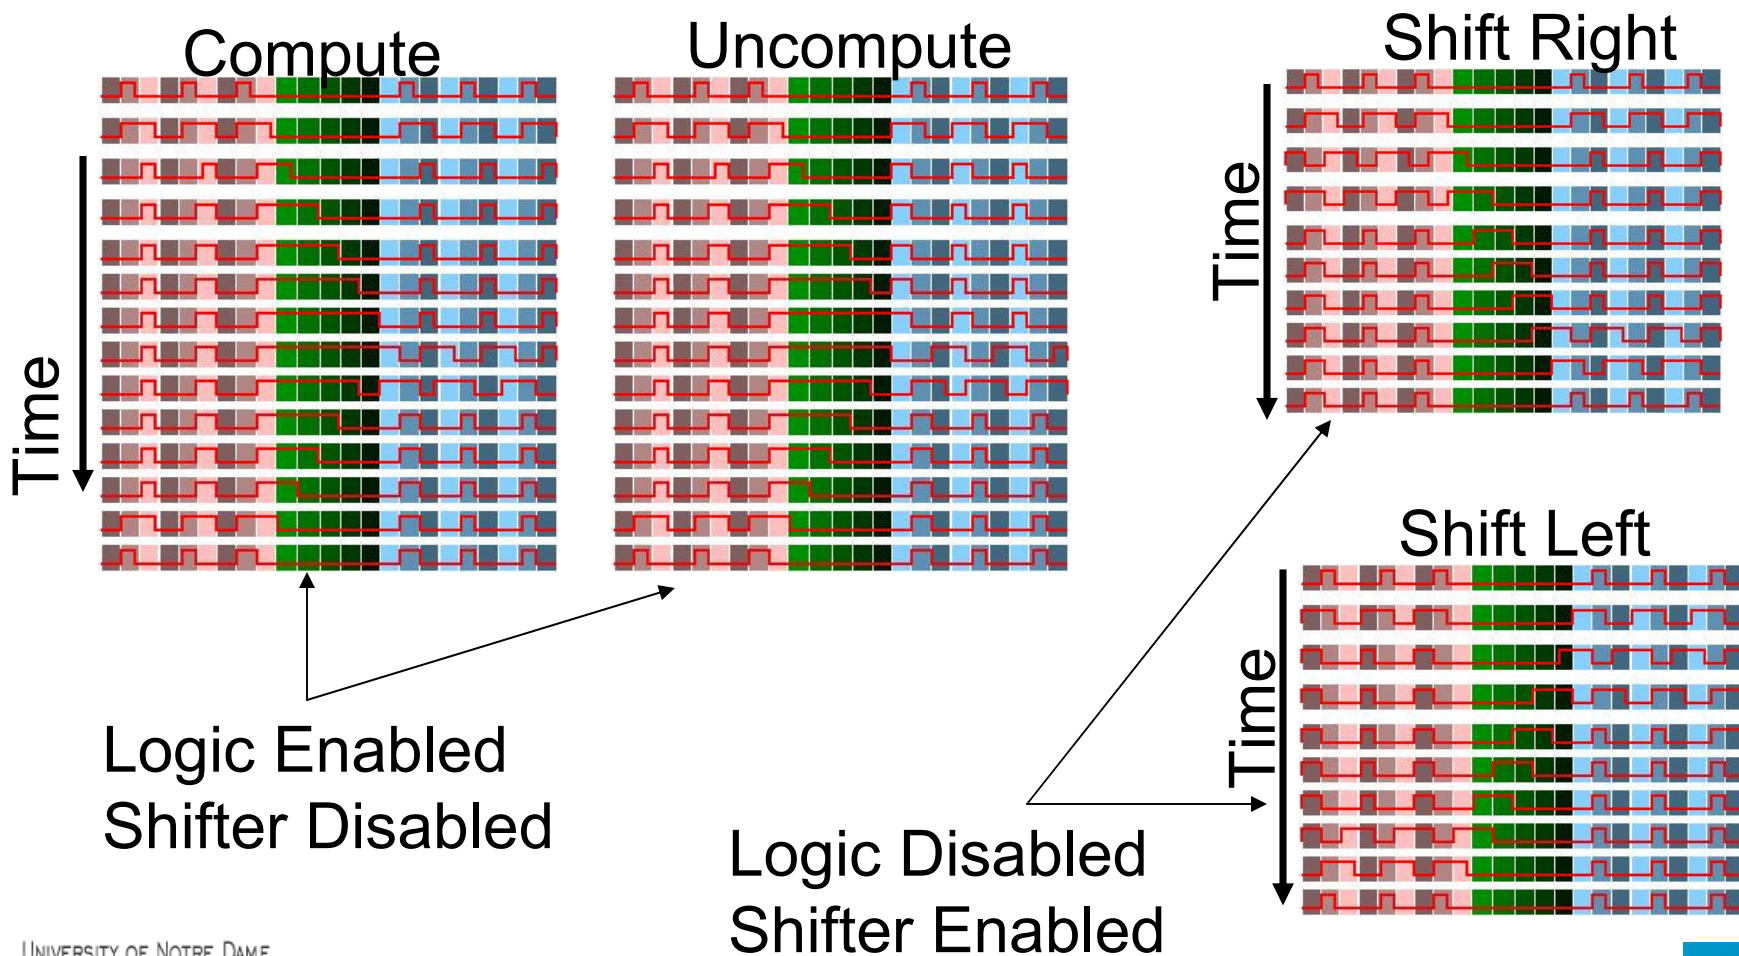 Compute
Uncompute
Shift Right
Time
Time
Shift Left
Time
Logic Enabled
Shifter Disabled
Logic Disabled
Shifter Enabled
UNIVERSITY OF NOTRE DAME